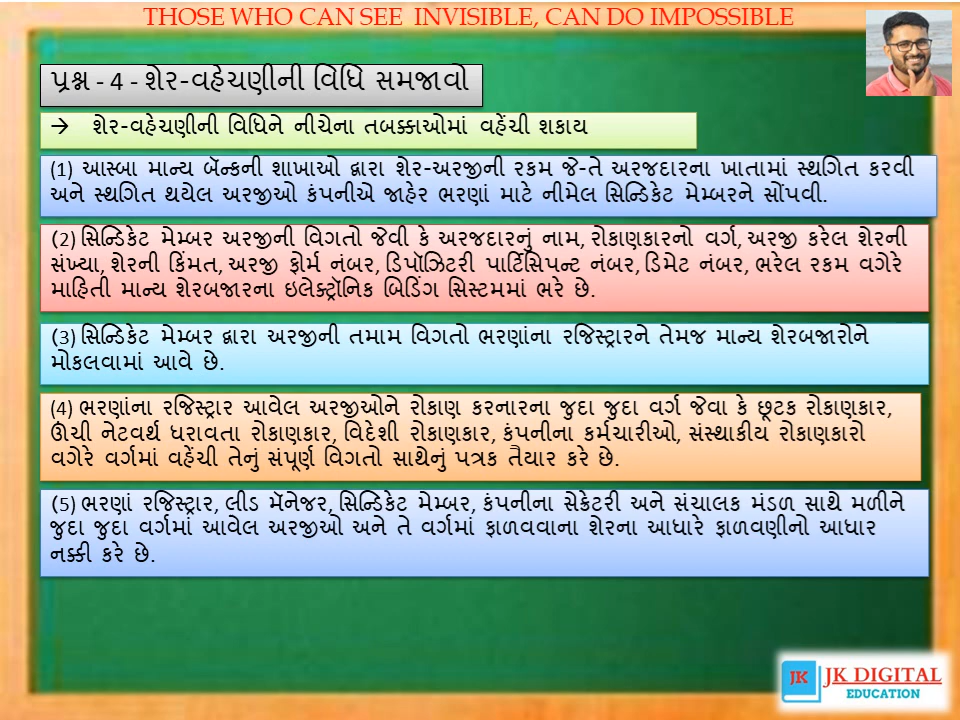 THOSE WHO CAN SEE INVISIBLE, CAN DO IMPOSSIBLE
પ્રશ્ન - 4 - શેર-વહેચણીની વિધિ સમજાવો
→ શેર-વહેચણીની વિધિને નીચેના તબક્કાઓમાં વહેંચી શકાય
(1) આસ્બા માન્ય બૅન્કની શાખાઓ દ્વારા શેર-અરજીની રકમ જે-તે અરજદારના ખાતામાં સ્થગિત કરવી
અને સ્થગિત થયેલ અરજીઓ કંપનીએ જાહેર ભરણાં માટે નીમેલ સિન્ડિકેટ મેમ્બરને સોંપવી.
(2) સિન્ડિકેટ મેમ્બર અરજીની વિગતો જેવી કે અરજદારનું નામ, રોકાણકારનો વર્ગ, અરજી કરેલ શેરની
સંખ્યા, શેરની કિંમત, અરજી ફોર્મ નંબર, ડિપૉઝિટરી પાર્ટિસિપન્ટ નંબર, ડિમેટ નંબર, ભરેલ રકમ વગેરે
માહિતી માન્ય શેરબજારના ઇલેક્ટ્રૉનિક બિડિંગ સિસ્ટમમાં ભરે છે.
(3) સિન્ડિકેટ મેમ્બર દ્વારા અરજીની તમામ વિગતો ભરણાંના રજિસ્ટ્રારને તેમજ માન્ય શેરબજારોને
મોકલવામાં આવે છે.
(4) ભરણાંના રજિસ્ટ્રાર આવેલ અરજીઓને રોકાણ કરનારના જુદા જુદા વર્ગ જેવા કે છૂટક રોકાણકાર,
ઊંચી નેટવર્થ ધરાવતા રોકાણકાર, વિદેશી રોકાણકાર, કંપનીના કર્મચારીઓ, સંસ્થાકીય રોકાણકારો
વગેરે વર્ગમાં વહેંચી તેનું સંપૂર્ણ વિગતો સાથેનું પત્રક તૈયાર કરે છે.
(5) ભરણાં રજિસ્ટ્રાર, લીડ મૅનેજર, સિન્ડિકેટ મેમ્બર, કંપનીના સેક્રેટરી અને સંચાલક મંડળ સાથે મળીને
જુદા જુદા વર્ગમાં આવેલ અરજીઓ અને તે વર્ગમાં ફાળવવાના શેરના આધારે ફાળવણીનો આધાર
નક્કી કરે છે.
JK JK DIGITAL
EDUCATION